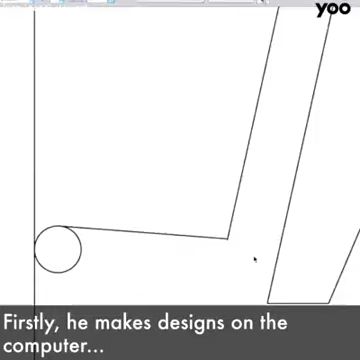 yoo
Firstly, he makes designs on the
computer...